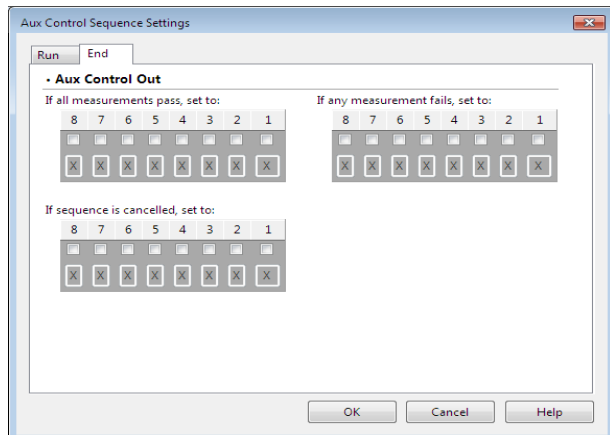 Aux Control Sequence Settings
Run End
• Aux Control Out
If all measurements pass, set to:
8 7 6 5 4 3 2 1
X X X X X X X X
If any measurement fails, set to:
8 7 6 5 4 3 2 1
X X X X X X X X
If sequence is cancelled, set to:
8 7 6 5 4 3 2 1
X X X X X X X X
OK Cancel Help